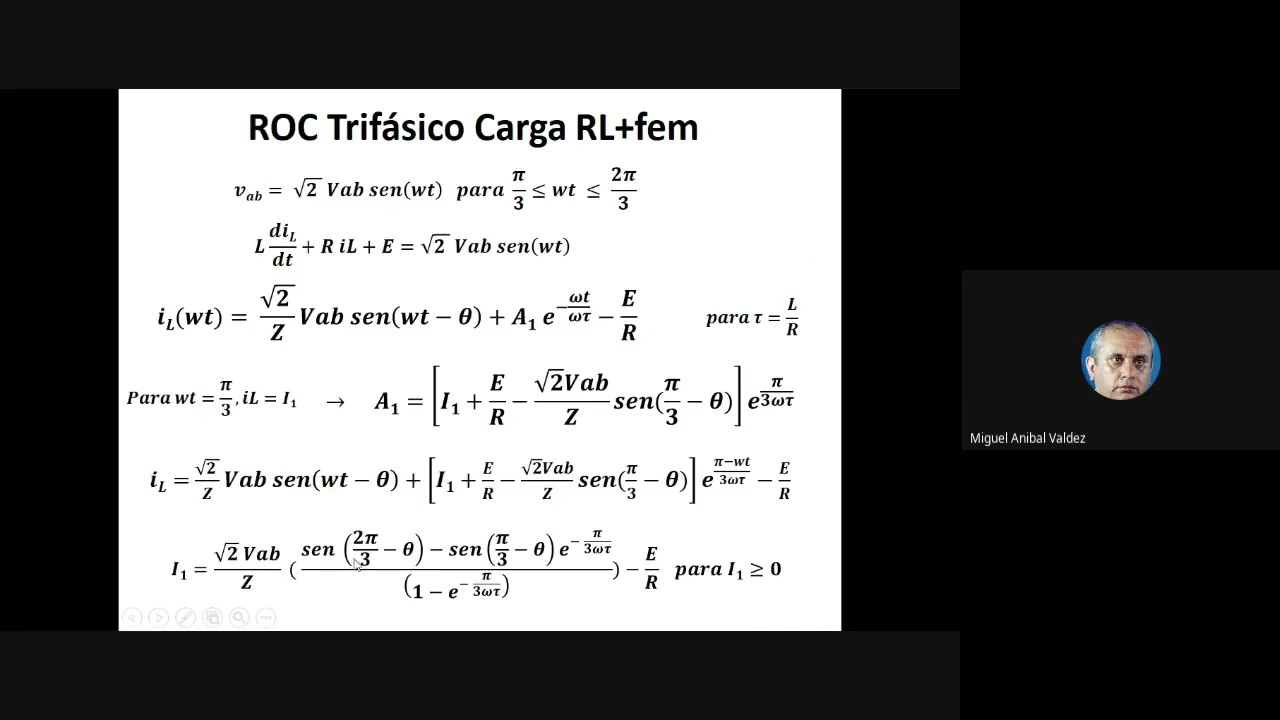 ROC Trifásico Carga RL+fem
v_ab = √2 Vab sen(wt) para π/3 ≤ wt ≤ 2π/3
L di_L/dt + R iL + E = √2 Vab sen(wt)
i_L(wt) = √2/Z Vab sen(wt − θ) + A_1 e^(−ωt/ωτ) − E/R para τ = L/R
Para wt = π/3, iL = I_1 → A_1 = [I_1 + E/R − √2Vab/Z sen(π/3 − θ)] e^(π/3ωτ)
i_L = √2/Z Vab sen(wt − θ) + [I_1 + E/R − √2Vab/Z sen(π/3 − θ)] e^((π−wt)/3ωτ) − E/R
I_1 = √2 Vab/Z ( (sen (2π/3 − θ) − sen(π/3 − θ) e^(−π/3ωτ)) / (1 − e^(−π/3ωτ)) ) − E/R para I_1 ≥ 0
Miguel Anibal Valdez